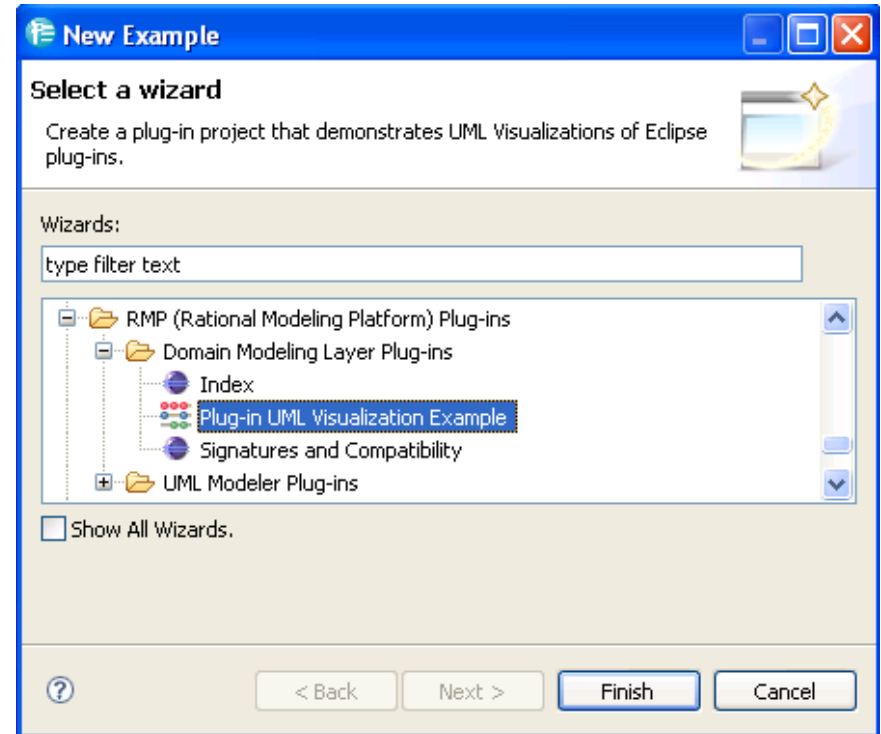 New Example
Select a wizard
Create a plug-in project that demonstrates UML Visualizations of Eclipse
plug-ins.
Wizards:
type filter text
RMP (Rational Modeling Platform) Plug-ins
Domain Modeling Layer Plug-ins
Index
Plug-in UML Visualization Example
Signatures and Compatibility
UML Modeler Plug-ins
Show All Wizards.
? < Back Next > Finish Cancel